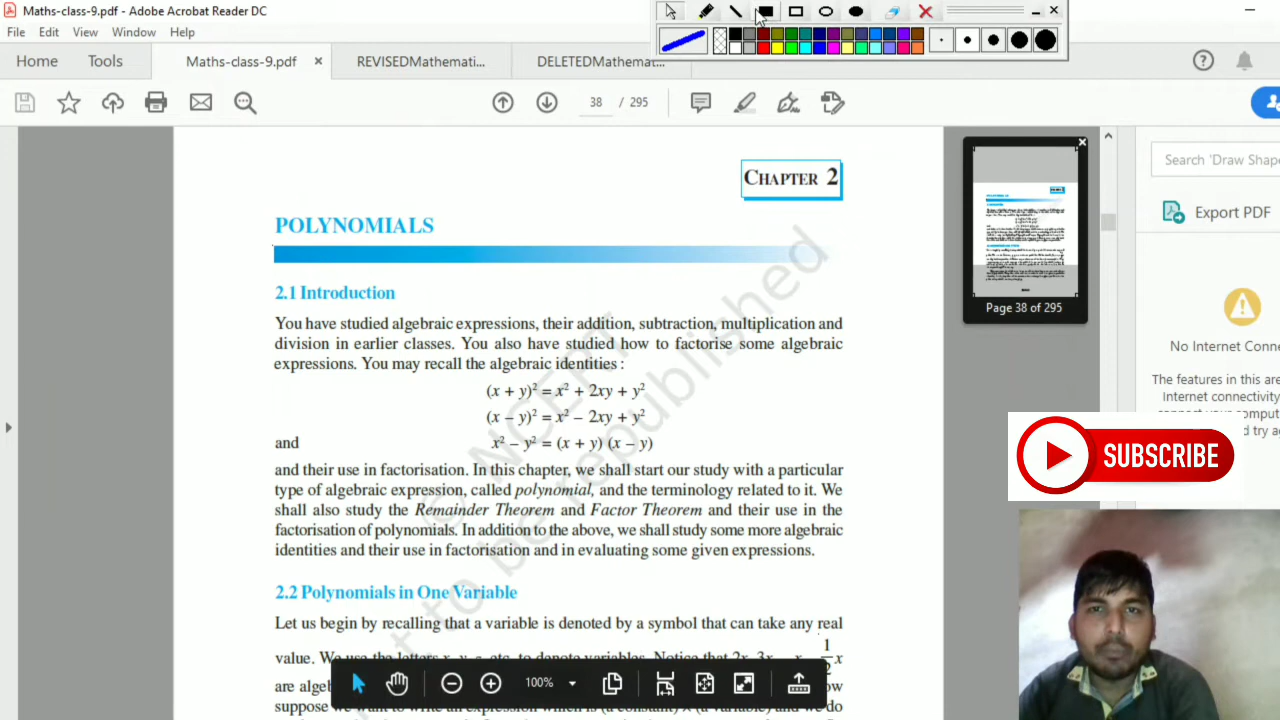 Maths-class-9.pdf - Adobe Acrobat Reader DC
File Edit View Window Help
Home Tools Maths-class-9.pdf × REVISEDMathemati... DELETEDMathemat...
38 / 295
CHAPTER 2
POLYNOMIALS
2.1 Introduction
You have studied algebraic expressions, their addition, subtraction, multiplication and
division in earlier classes. You also have studied how to factorise some algebraic
expressions. You may recall the algebraic identities :
(x + y)² = x² + 2xy + y²
(x – y)² = x² – 2xy + y²
and x² – y² = (x + y) (x – y)
and their use in factorisation. In this chapter, we shall start our study with a particular
type of algebraic expression, called polynomial, and the terminology related to it. We
shall also study the Remainder Theorem and Factor Theorem and their use in the
factorisation of polynomials. In addition to the above, we shall study some more algebraic
identities and their use in factorisation and in evaluating some given expressions.
2.2 Polynomials in One Variable
Let us begin by recalling that a variable is denoted by a symbol that can take any real
value. We use the letters x, y, z, etc. to denote variables. Notice that 2x, 3x, – x, – 1/2 x
are algeb
suppose we want to write an expression which is (a constant) × (a variable) and we do
© NCERT
not to be republished
100%
Page 38 of 295
Search 'Draw Shape
Export PDF
No Internet Conne
The features in this are
Internet connectivity
SUBSCRIBE